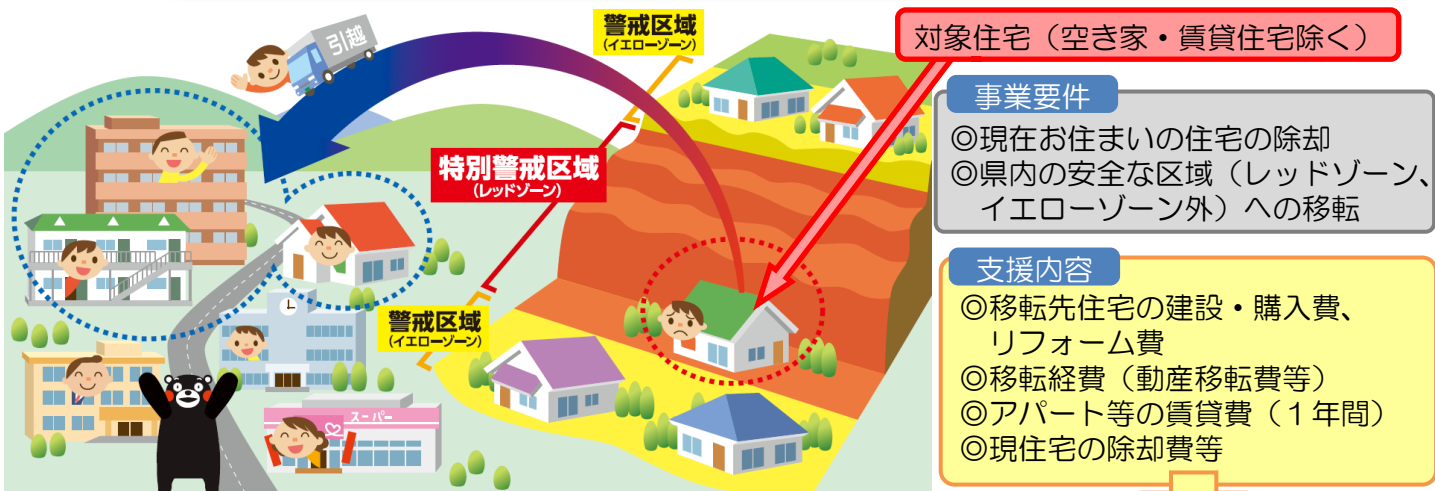 引越
警戒区域
(イエローゾーン)
特別警戒区域
(レッドゾーン)
警戒区域
(イエローゾーン)
スーパー
対象住宅（空き家・賃貸住宅除く）
事業要件
◎現在お住まいの住宅の除却
◎県内の安全な区域（レッドゾーン、
イエローゾーン外）への移転
支援内容
◎移転先住宅の建設・購入費、
リフォーム費
◎移転経費（動産移転費等）
◎アパート等の賃貸費（１年間）
◎現住宅の除却費等